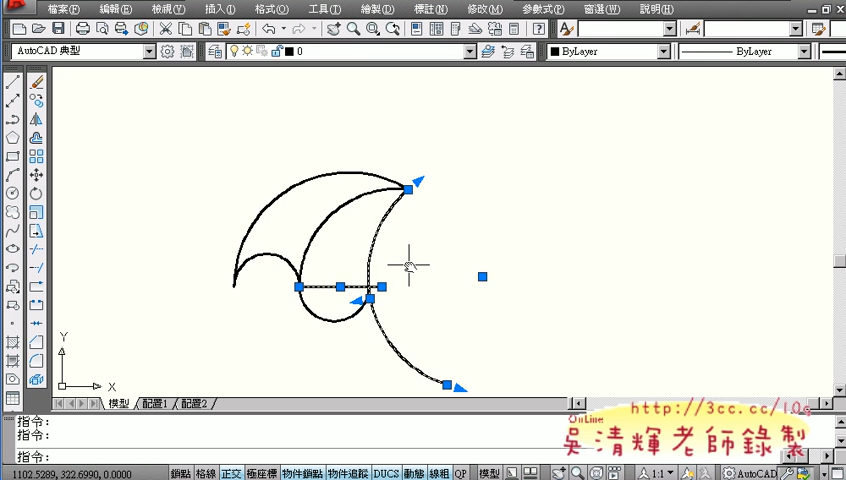 檔案(F) 編輯(E) 檢視(V) 插入(I) 格式(O) 工具(T) 繪製(D) 標註(N) 修改(M) 參數式(P) 視窗(W) 說明(H)
AutoCAD 典型 0 ByLayer ByLayer
Y
X
模型 配置1 配置2
指令:
指令:
指令:
http://3cc.cc/10g
OnLine
吳清輝老師錄製
1102.5289, 322.6990, 0.0000 鎖點 格線 正交 極座標 物件鎖點 物件追蹤 DUCS 動態 線粗 QP 模型 1:1 AutoCAD